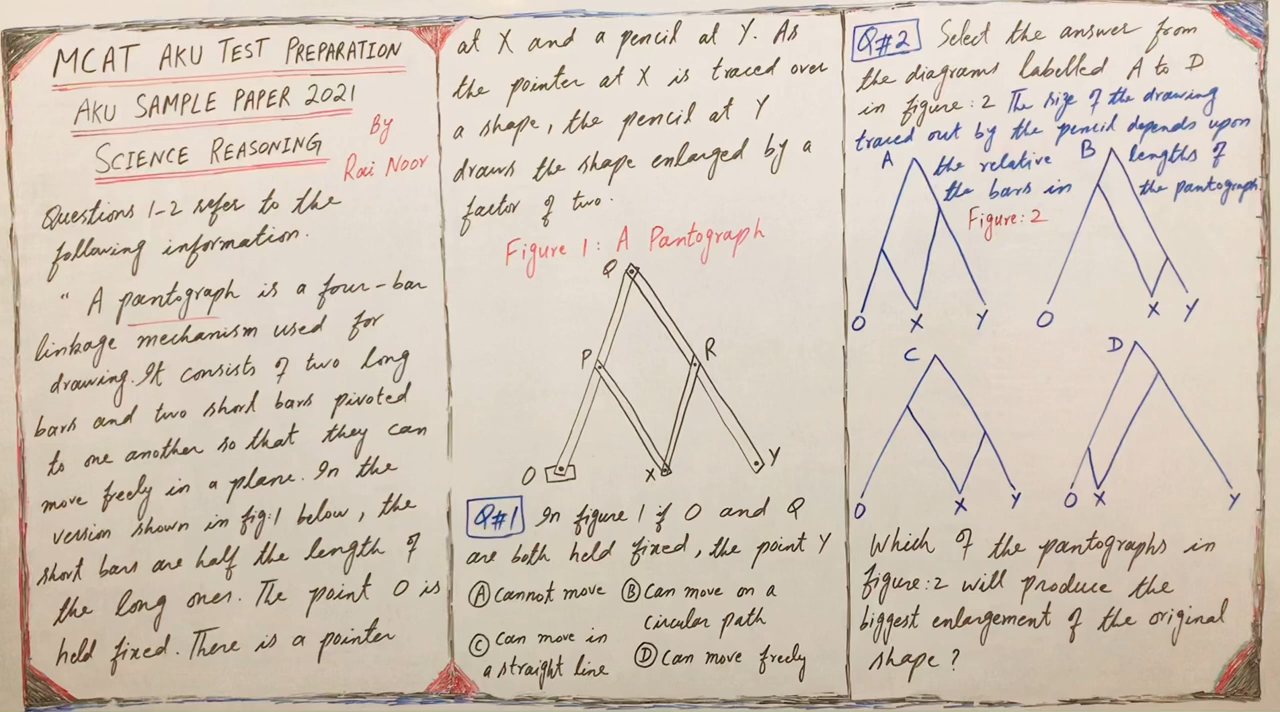 MCAT AKU TEST PREPARATION
AKU SAMPLE PAPER 2021
SCIENCE REASONING
By
Rai Noor
Questions 1-2 refer to the
following information.
" A pantograph is a four-bar
linkage mechanism used for
drawing. It consists of two long
bars and two short bars pivoted
to one another so that they can
move freely in a plane. In the
version shown in fig:1 below, the
short bars are half the length of
the long ones. The point O is
held fixed. There is a pointer
at X and a pencil at Y. As
the pointer at X is traced over
a shape, the pencil at Y
draws the shape enlarged by a
factor of two.
Figure 1: A Pantograph
Q
P R
O X Y
Q#1 In figure 1 if O and Q
are both held fixed, the point Y
A cannot move B Can move on a
circular path
C Can move in
a straight line D Can move freely
Q#2 Select the answer from
the diagrams labelled A to D
in figure:2 The size of the drawing
traced out by the pencil depends upon
the relative lengths of
the bars in the pantograph.
Figure:2
A B
O X Y O X Y
C D
O X Y O X Y
Which of the pantographs in
figure:2 will produce the
biggest enlargement of the original
shape?